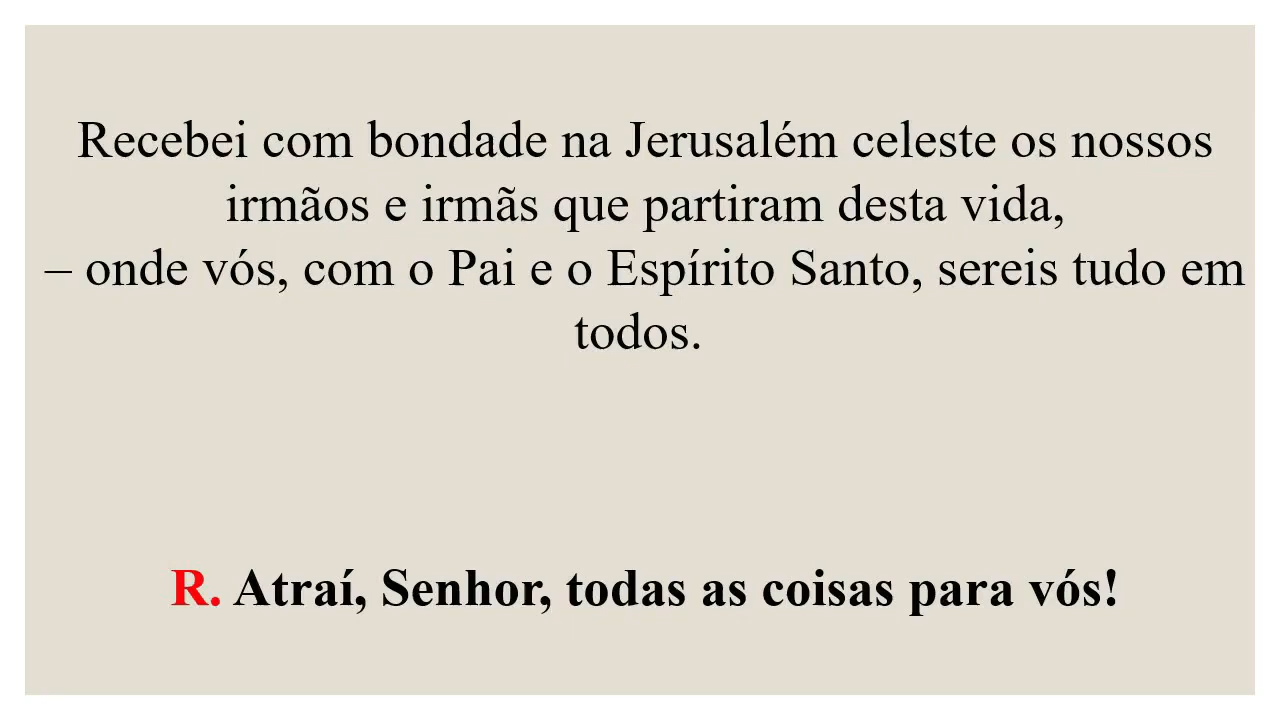 Recebei com bondade na Jerusalém celeste os nossos
irmãos e irmãs que partiram desta vida,
– onde vós, com o Pai e o Espírito Santo, sereis tudo em
todos.
R. Atraí, Senhor, todas as coisas para vós!